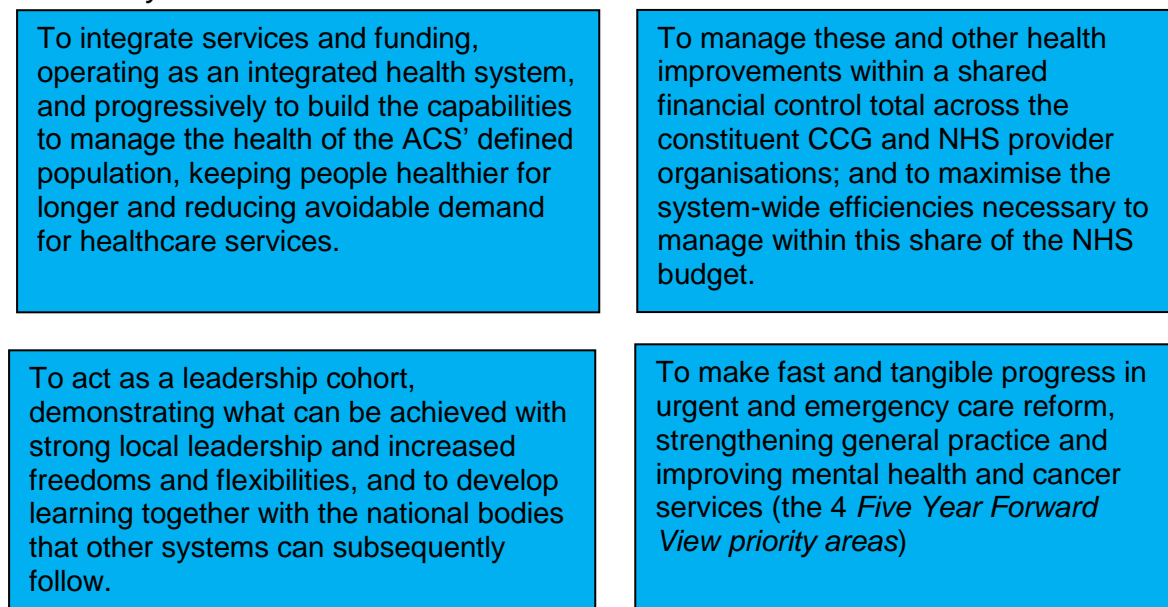 To integrate services and funding,
operating as an integrated health system,
and progressively to build the capabilities
to manage the health of the ACS’ defined
population, keeping people healthier for
longer and reducing avoidable demand
for healthcare services.
To manage these and other health
improvements within a shared
financial control total across the
constituent CCG and NHS provider
organisations; and to maximise the
system-wide efficiencies necessary to
manage within this share of the NHS
budget.
To act as a leadership cohort,
demonstrating what can be achieved with
strong local leadership and increased
freedoms and flexibilities, and to develop
learning together with the national bodies
that other systems can subsequently
follow.
To make fast and tangible progress in
urgent and emergency care reform,
strengthening general practice and
improving mental health and cancer
services (the 4 Five Year Forward
View priority areas)